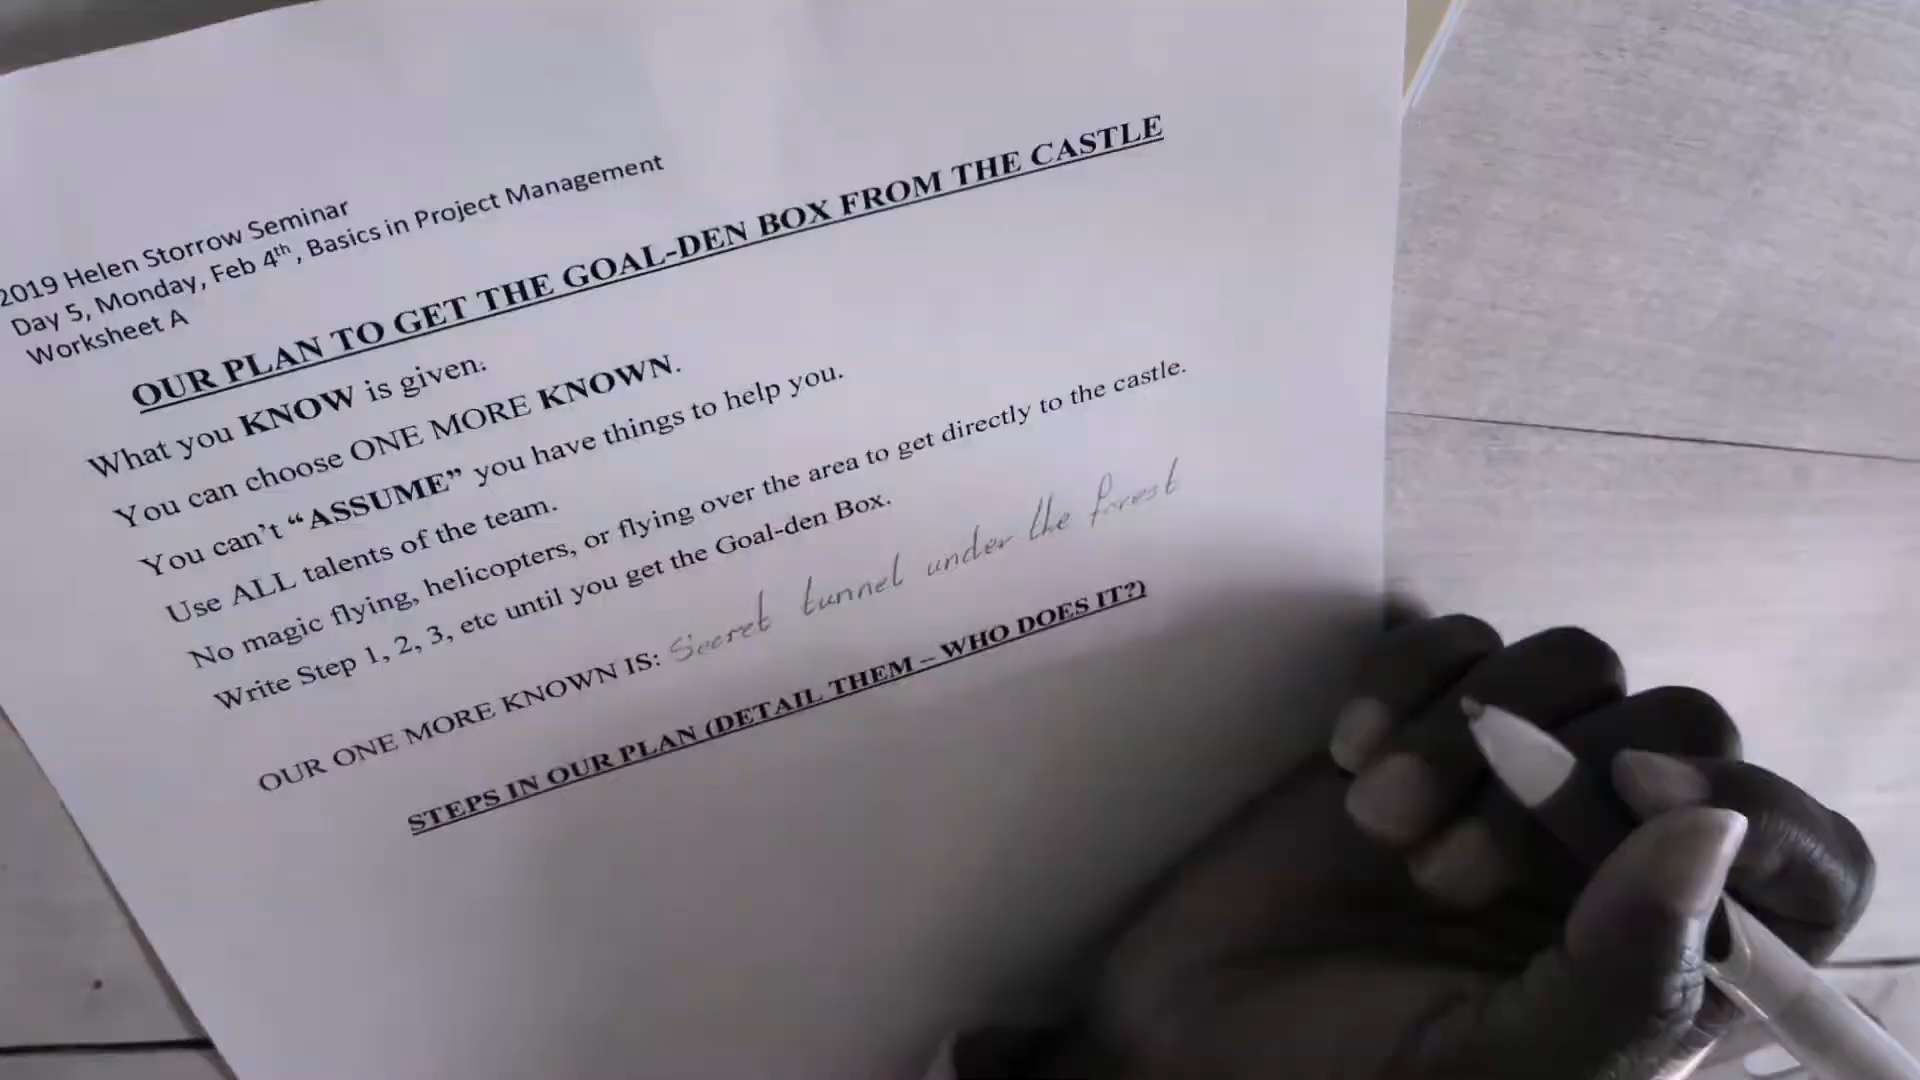 2019 Helen Storrow Seminar
Day 5, Monday, Feb 4th, Basics in Project Management
Worksheet A
OUR PLAN TO GET THE GOAL-DEN BOX FROM THE CASTLE
What you KNOW is given.
You can choose ONE MORE KNOWN.
You can't “ASSUME” you have things to help you.
Use ALL talents of the team.
No magic flying, helicopters, or flying over the area to get directly to the castle.
Write Step 1, 2, 3, etc until you get the Goal-den Box.
OUR ONE MORE KNOWN IS: Secret tunnel under the forest
STEPS IN OUR PLAN (DETAIL THEM – WHO DOES IT?)